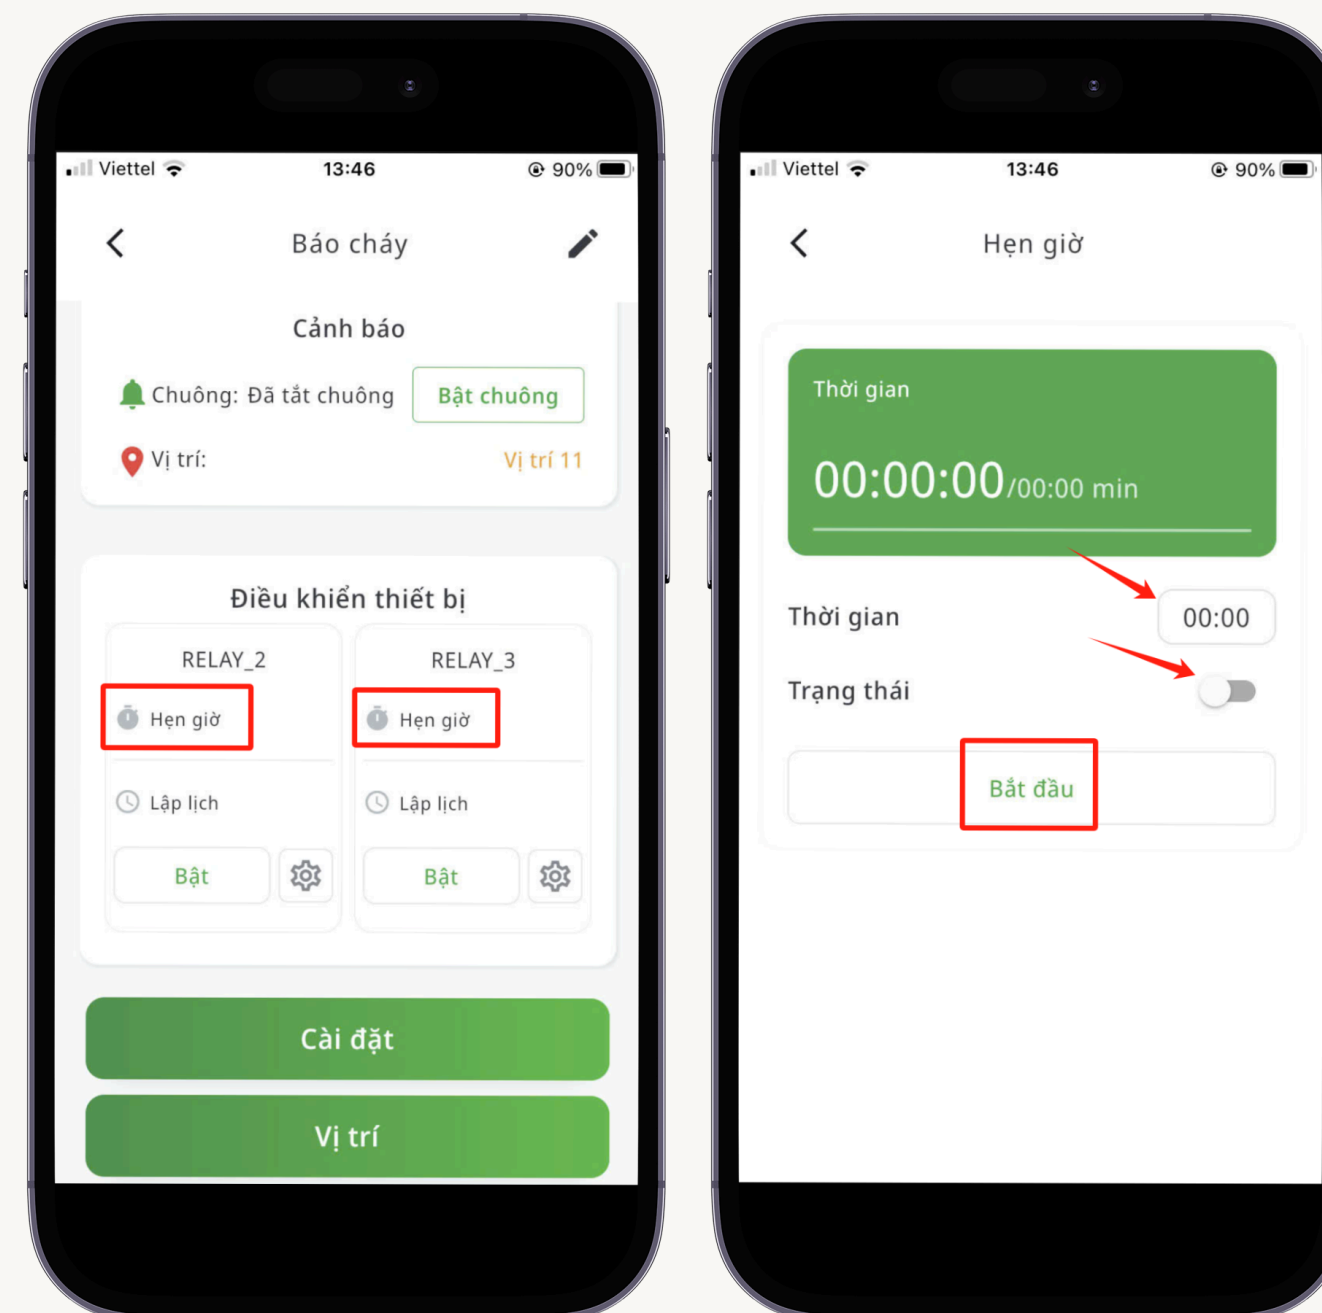 Viettel 13:46 90%
Báo cháy
Cảnh báo
Chuông: Đã tắt chuông Bật chuông
Vị trí: Vị trí 11
Điều khiển thiết bị
RELAY_2 RELAY_3
Hẹn giờ Hẹn giờ
Lập lịch Lập lịch
Bật Bật
Cài đặt
Vị trí
Viettel 13:46 90%
Hẹn giờ
Thời gian
00:00:00/00:00 min
Thời gian 00:00
Trạng thái
Bắt đầu